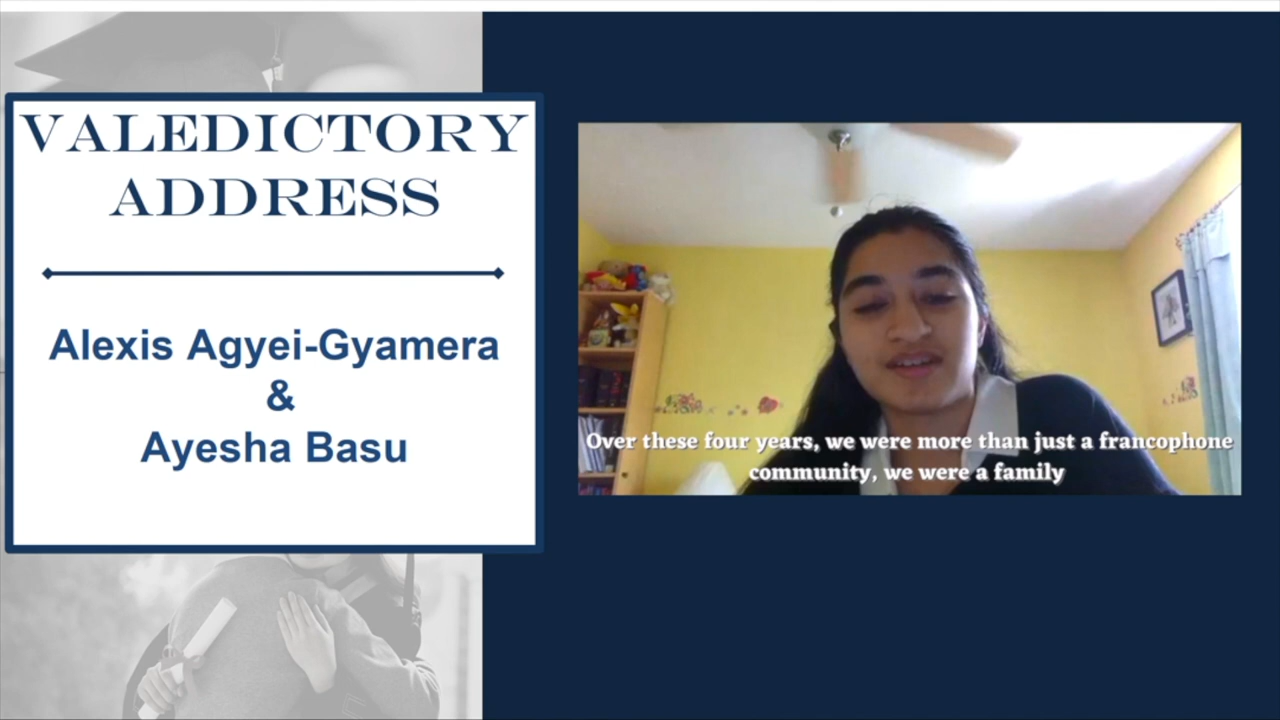 VALEDICTORY
ADDRESS
Alexis Agyei-Gyamera
&
Ayesha Basu
Over these four years, we were more than just a francophone
community, we were a family